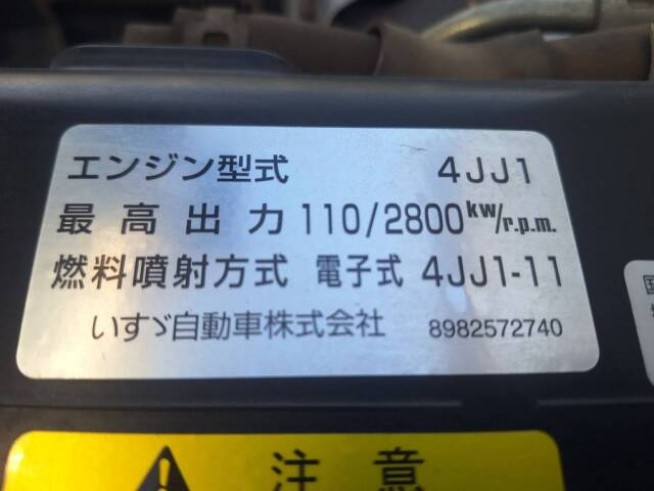 エンジン型式 4JJ1
最高出力 110/2800kw/r.p.m.
燃料噴射方式 電子式 4JJ1-11
いすゞ自動車株式会社 8982572740
注意